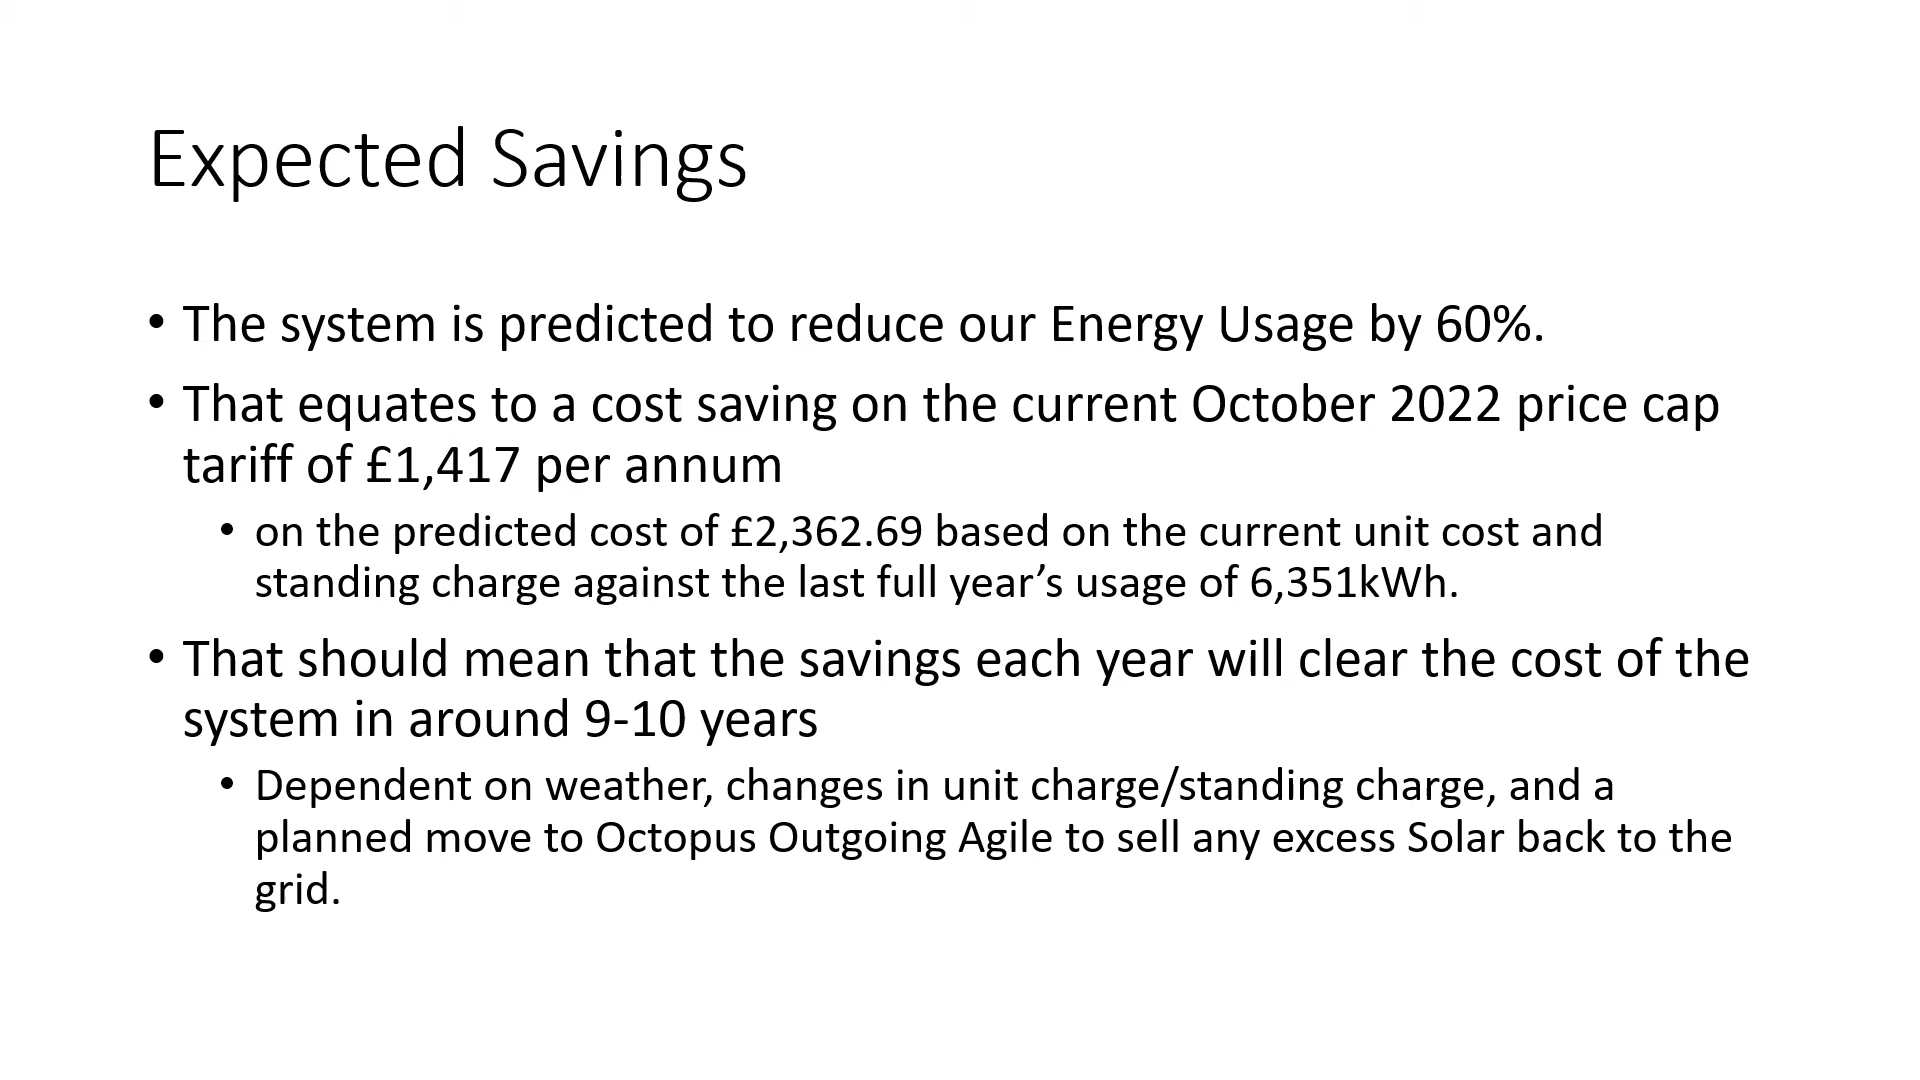 Expected Savings
• The system is predicted to reduce our Energy Usage by 60%.
• That equates to a cost saving on the current October 2022 price cap
tariff of £1,417 per annum
• on the predicted cost of £2,362.69 based on the current unit cost and
standing charge against the last full year’s usage of 6,351kWh.
• That should mean that the savings each year will clear the cost of the
system in around 9-10 years
• Dependent on weather, changes in unit charge/standing charge, and a
planned move to Octopus Outgoing Agile to sell any excess Solar back to the
grid.